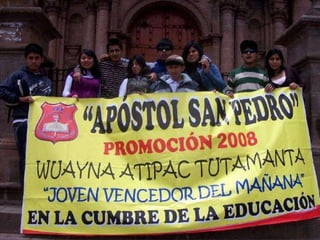 "APÓSTOL SAN PEDRO"
PROMOCIÓN 2008
WUAYNA ATIPAC TUTAMANTA
"JOVEN VENCEDOR DEL MAÑANA"
EN LA CUMBRE DE LA EDUCACIÓN